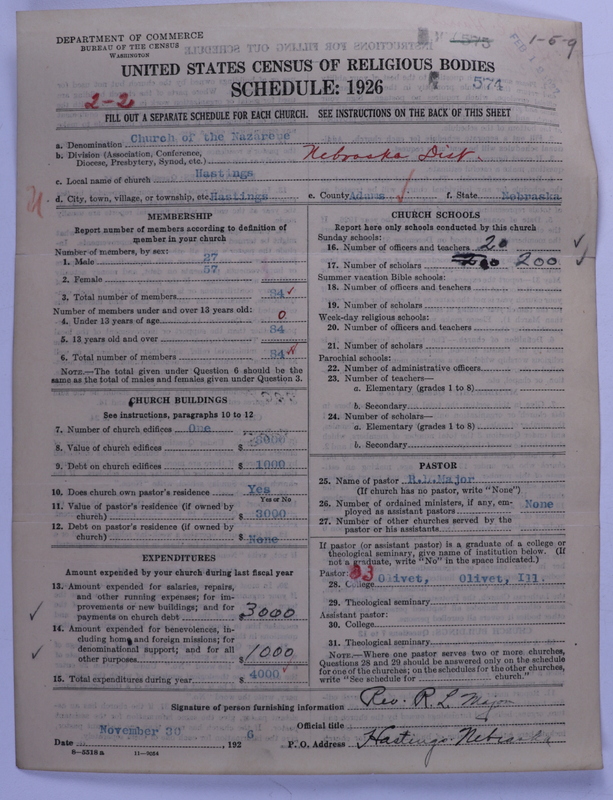 DEPARTMENT OF COMMERCE
BUREAU OF THE CENSUS
WASHINGTON
1-5-9
UNITED STATES CENSUS OF RELIGIOUS BODIES
SCHEDULE: 1926
574
2-2
FILL OUT A SEPARATE SCHEDULE FOR EACH CHURCH. SEE INSTRUCTIONS ON THE BACK OF THIS SHEET
a. Denomination Church of the Nazarene
b. Division (Association, Conference, Diocese, Presbytery, Synod, etc.) Nebraska Dist.
c. Local name of church Hastings
d. City, town, village, or township, etc. Hastings e. County Adams f. State Nebraska
MEMBERSHIP
Report number of members according to definition of member in your church
Number of members, by sex:
1. Male 27
2. Female 57
3. Total number of members 84
Number of members under and over 13 years old:
4. Under 13 years of age 0
5. 13 years old and over 84
6. Total number of members 84
NOTE.—The total given under Question 6 should be the same as the total of males and females given under Question 3.
CHURCH BUILDINGS
See instructions, paragraphs 10 to 12
7. Number of church edifices One
8. Value of church edifices $
9. Debt on church edifices $ 1000
10. Does church own pastor's residence Yes
Yes or No
11. Value of pastor's residence (if owned by church) $ 3000
12. Debt on pastor's residence (if owned by church) $ None
EXPENDITURES
Amount expended by your church during last fiscal year
13. Amount expended for salaries, repairs, and other running expenses; for improvements or new buildings; and for payments on church debt $ 3000
14. Amount expended for benevolences, including home and foreign missions; for denominational support; and for all other purposes $ 1000
15. Total expenditures during year $ 4000
CHURCH SCHOOLS
Report here only schools conducted by this church
Sunday schools:
16. Number of officers and teachers 20
17. Number of scholars 200
Summer vacation Bible schools:
18. Number of officers and teachers
19. Number of scholars
Week-day religious schools:
20. Number of officers and teachers
21. Number of scholars
Parochial schools:
22. Number of administrative officers
23. Number of teachers—
a. Elementary (grades 1 to 8)
b. Secondary
24. Number of scholars—
a. Elementary (grades 1 to 8)
b. Secondary
PASTOR
25. Name of pastor R.L.Major
(If church has no pastor, write "None")
26. Number of ordained ministers, if any, employed as assistant pastors None
27. Number of other churches served by the pastor or his assistants
If pastor (or assistant pastor) is a graduate of a college or theological seminary, give name of institution below. (If not a graduate, write "No" in the space indicated.)
Pastor:
28. College Olivet, Olivet, Ill.
29. Theological seminary
Assistant pastor:
30. College
31. Theological seminary
NOTE.—Where one pastor serves two or more churches, Questions 28 and 29 should be answered only on the schedule for one of the churches; on the schedules for the other churches, write "See schedule for church."
Signature of person furnishing information Rev. R. L. Major
Official title
Date November 30 1926 P. O. Address Hastings Nebraska
8—5518 a 11—9054